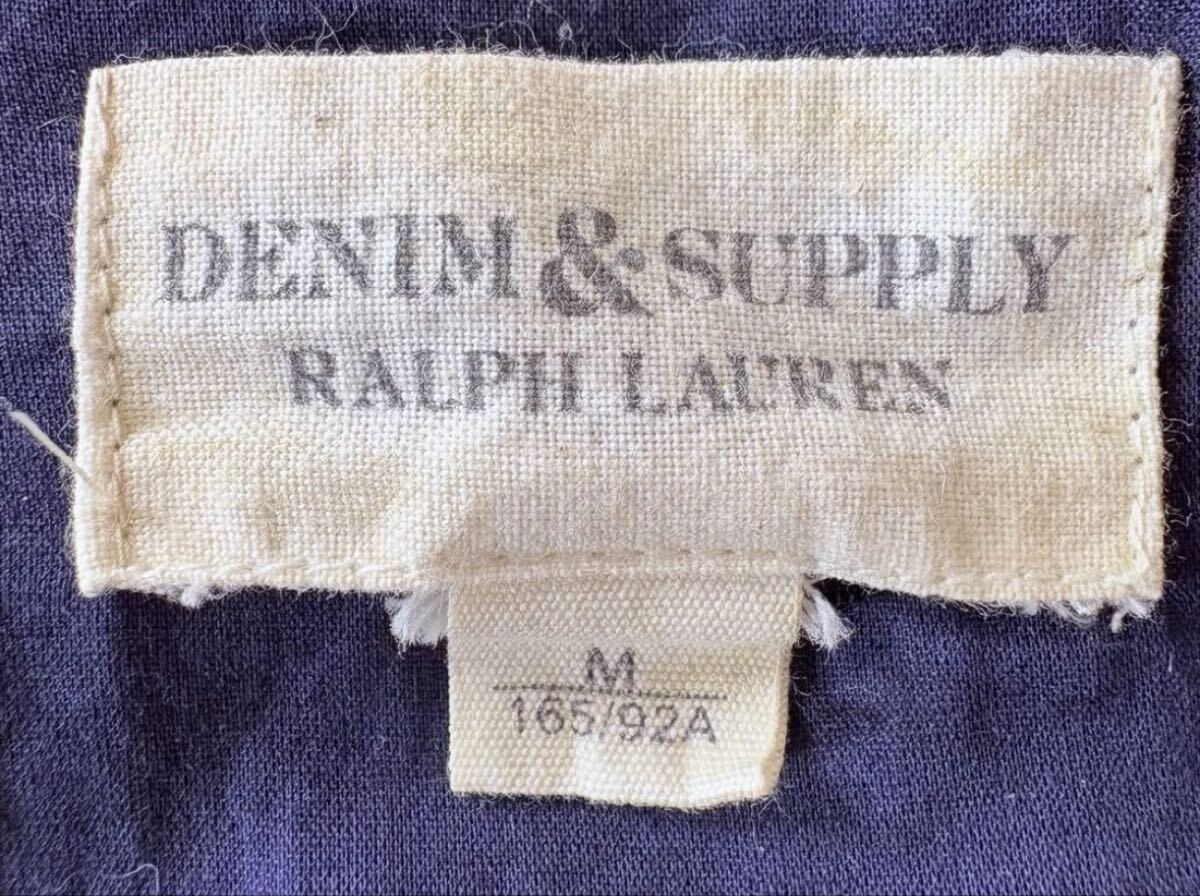 DENIM & SUPPLY
RALPH LAUREN
M
165/92A